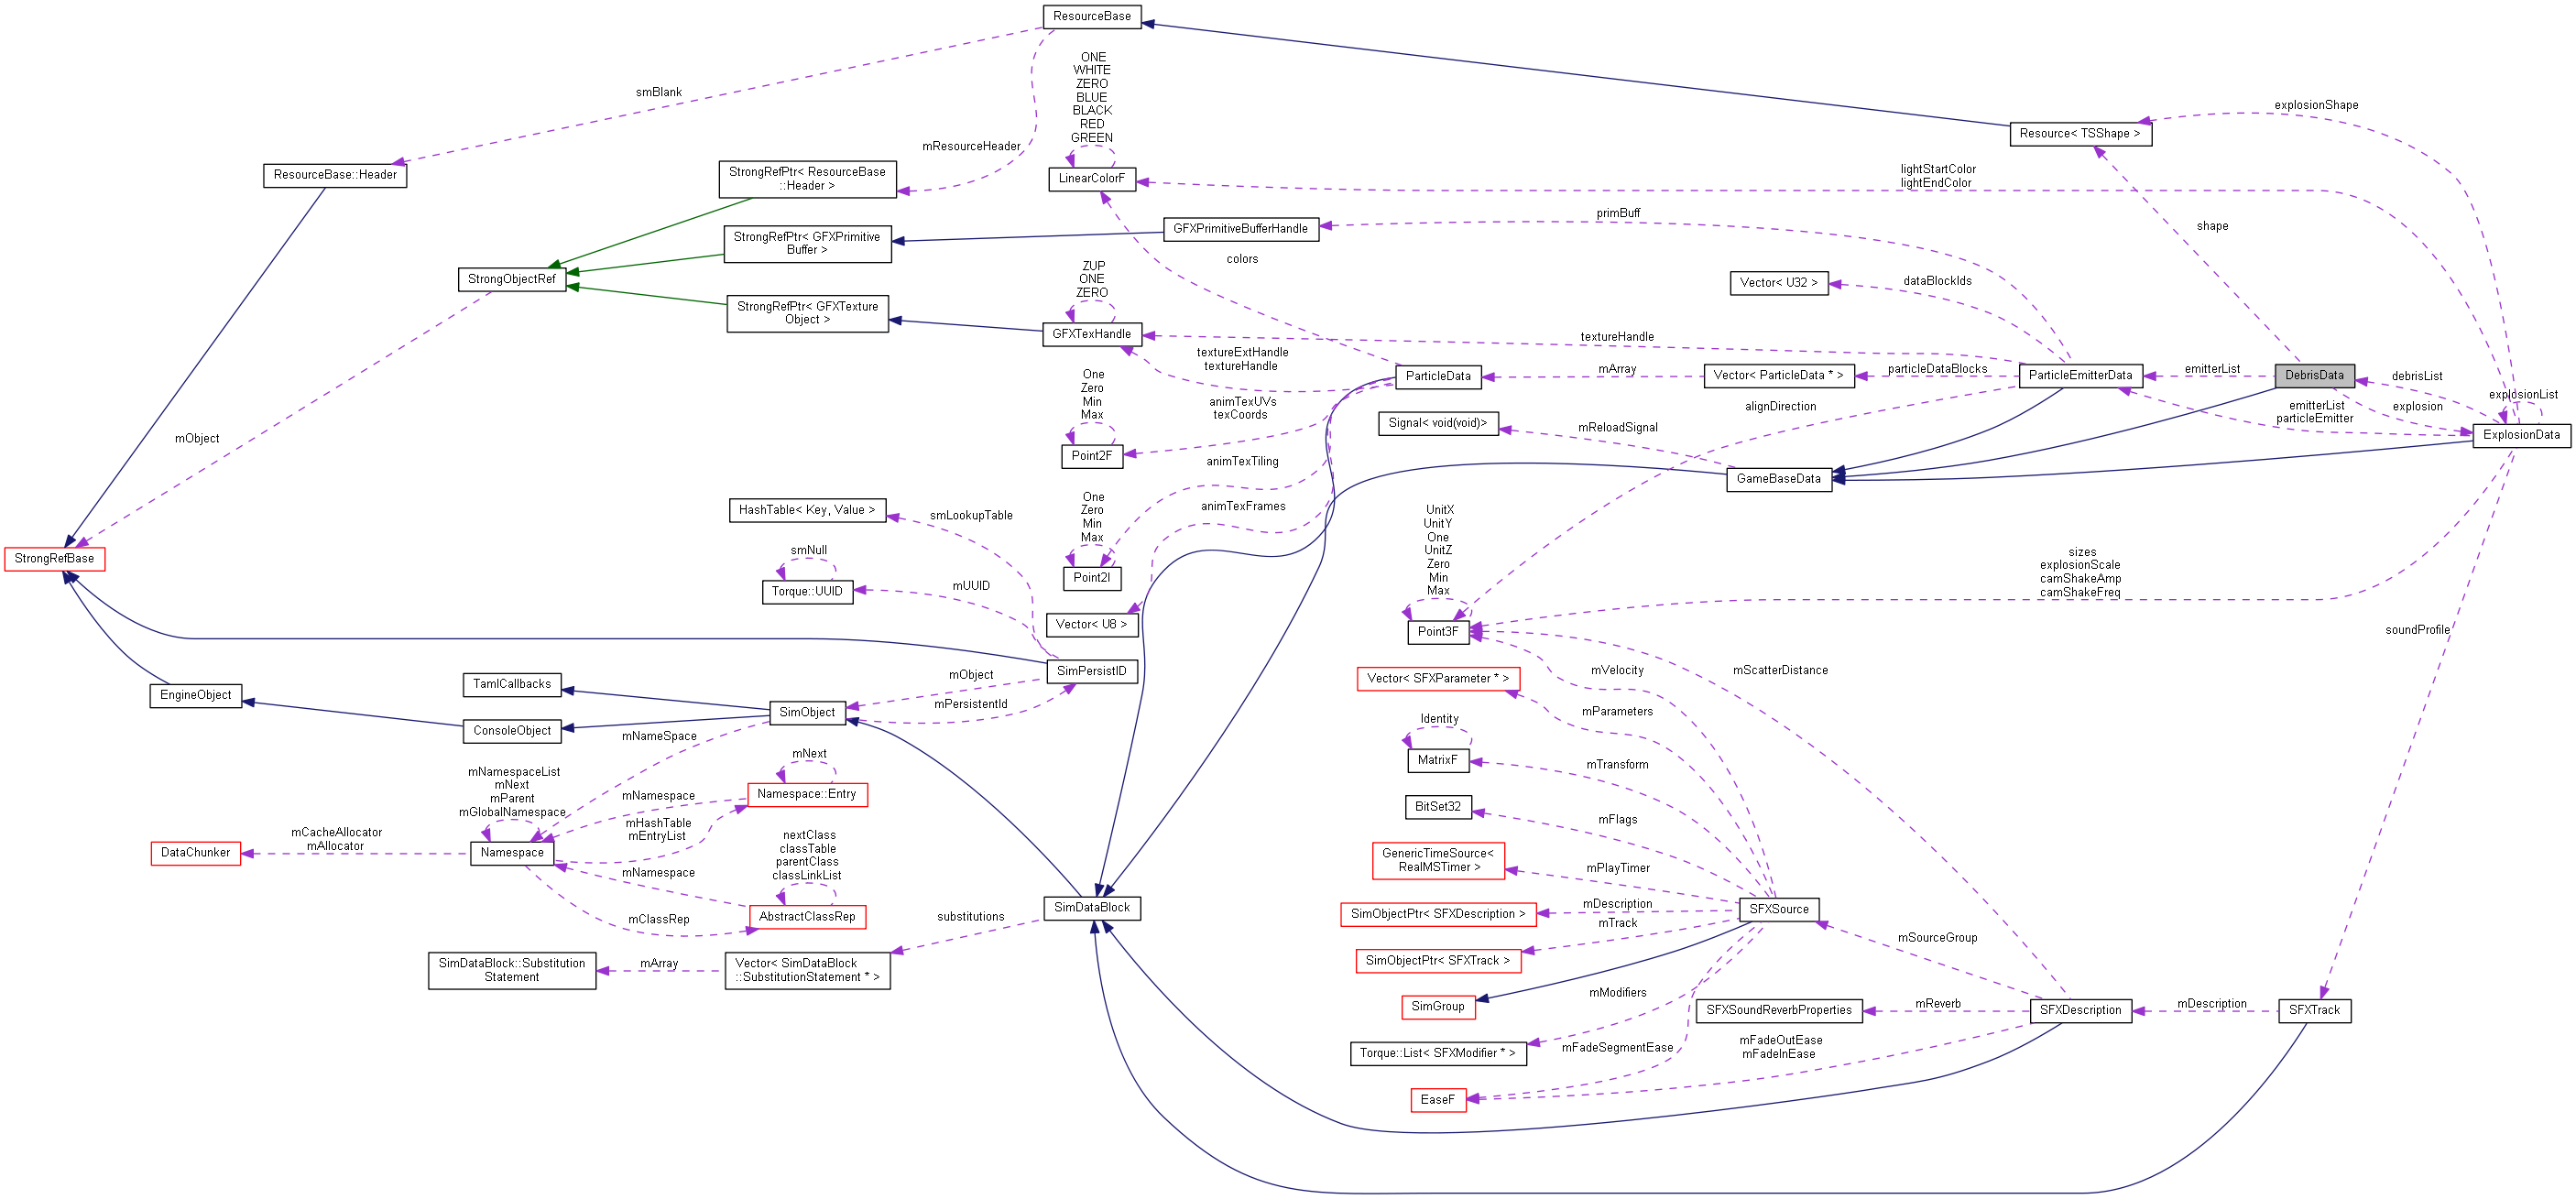 ResourceBase
ONE
WHITE
ZERO
BLUE
BLACK
RED
GREEN
smBlank
explosionShape
Resource< TSShape >
mResourceHeader
ResourceBase::Header
StrongRefPtr< ResourceBase
::Header >
LinearColorF
lightStartColor
lightEndColor
primBuff
shape
StrongRefPtr< GFXPrimitive
Buffer >
GFXPrimitiveBufferHandle
colors
StrongObjectRef
ZUP
ONE
ZERO
Vector< U32 >
dataBlockIds
StrongRefPtr< GFXTexture
Object >
GFXTexHandle
textureHandle
textureExtHandle
textureHandle
ParticleData
mArray
Vector< ParticleData * >
particleDataBlocks
ParticleEmitterData
emitterList
DebrisData
debrisList
explosionList
One
Zero
Min
Max
animTexUVs
texCoords
alignDirection
emitterList
particleEmitter
explosion
ExplosionData
Signal< void(void)>
mReloadSignal
mObject
Point2F
animTexTiling
GameBaseData
One
Zero
Min
Max
HashTable< Key, Value >
smLookupTable
animTexFrames
UnitX
UnitY
One
UnitZ
Zero
Min
Max
StrongRefBase
smNull
Torque::UUID
mUUID
Point2I
sizes
explosionScale
camShakeAmp
camShakeFreq
Vector< U8 >
Point3F
soundProfile
SimPersistID
TamlCallbacks
mObject
mPersistentId
EngineObject
ConsoleObject
SimObject
mVelocity
mScatterDistance
Vector< SFXParameter * >
mParameters
mNameSpace
Identity
MatrixF
mTransform
mNext
mNamespaceList
mNext
mParent
mGlobalNamespace
mNamespace
Namespace::Entry
mHashTable
mEntryList
BitSet32
mFlags
mCacheAllocator
mAllocator
DataChunker
Namespace
nextClass
classTable
parentClass
classLinkList
mNamespace
GenericTimeSource<
RealMSTimer >
mPlayTimer
mClassRep
AbstractClassRep
SimDataBlock
substitutions
SimObjectPtr< SFXDescription >
mDescription
mTrack
SFXSource
mSourceGroup
SimObjectPtr< SFXTrack >
SimDataBlock::Substitution
Statement
mArray
Vector< SimDataBlock
::SubstitutionStatement * >
SimGroup
mModifiers
SFXSoundReverbProperties
mReverb
SFXDescription
mDescription
SFXTrack
Torque::List< SFXModifier * >
mFadeSegmentEase
mFadeOutEase
mFadeInEase
EaseF